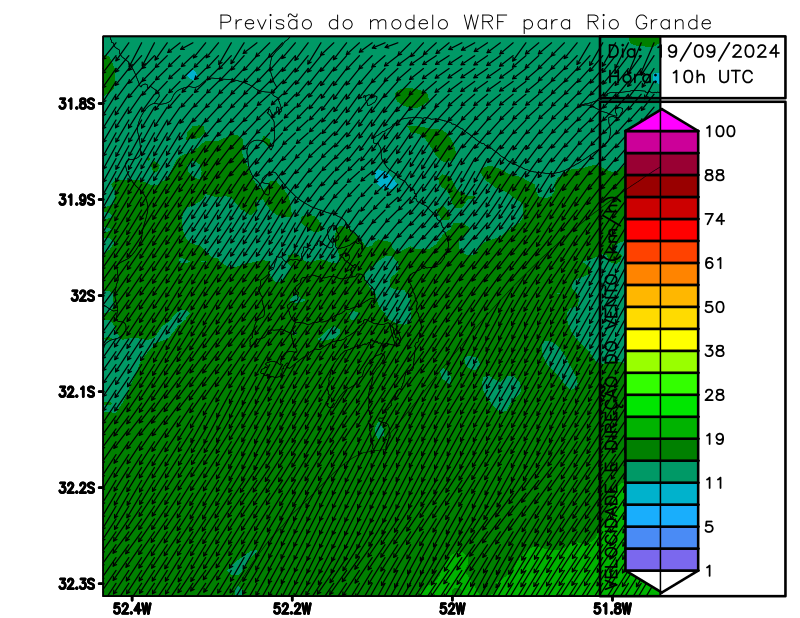 Previsão do modelo WRF para Rio Grande
Dia: 19/09/2024
Hora: 10h UTC
31.8S
31.9S
32S
32.1S
32.2S
32.3S
52.4W
52.2W
52W
51.8W
VELOCIDADE E DIREÇÃO DO VENTO (km/h)
100
88
74
61
50
38
28
19
11
5
1